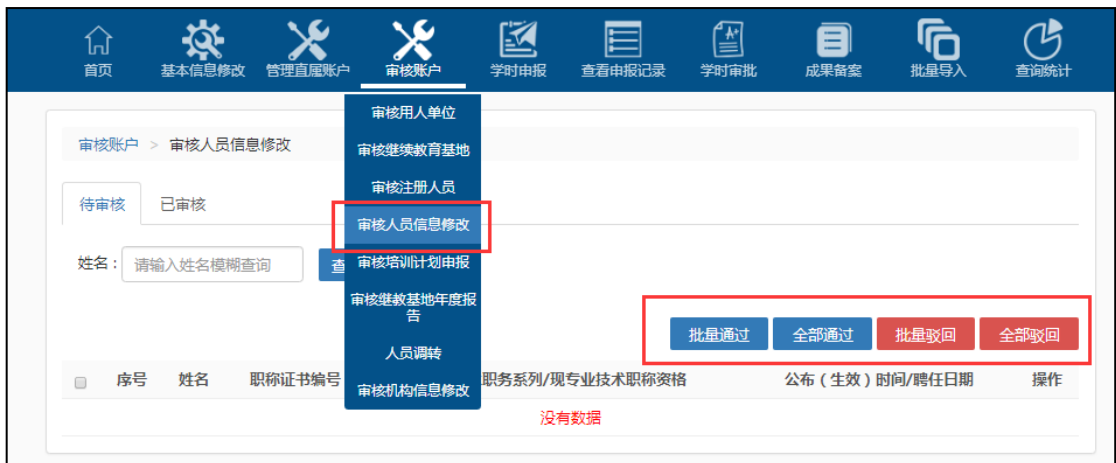 首页 基本信息修改 管理直属账户 审核账户 学时申报 查看申报记录 学时审批 成果备案 批量导入 查询统计
审核用人单位
审核账户 > 审核人员信息修改
审核继续教育基地
审核注册人员
待审核 已审核
审核人员信息修改
姓名： 请输入姓名模糊查询 查
审核培训计划申报
审核继教基地年度报
告
批量通过 全部通过 批量驳回 全部驳回
人员调转
序号 姓名 职称证书编号 职务系列/现专业技术职称资格 公布（生效）时间/聘任日期 操作
审核机构信息修改
没有数据